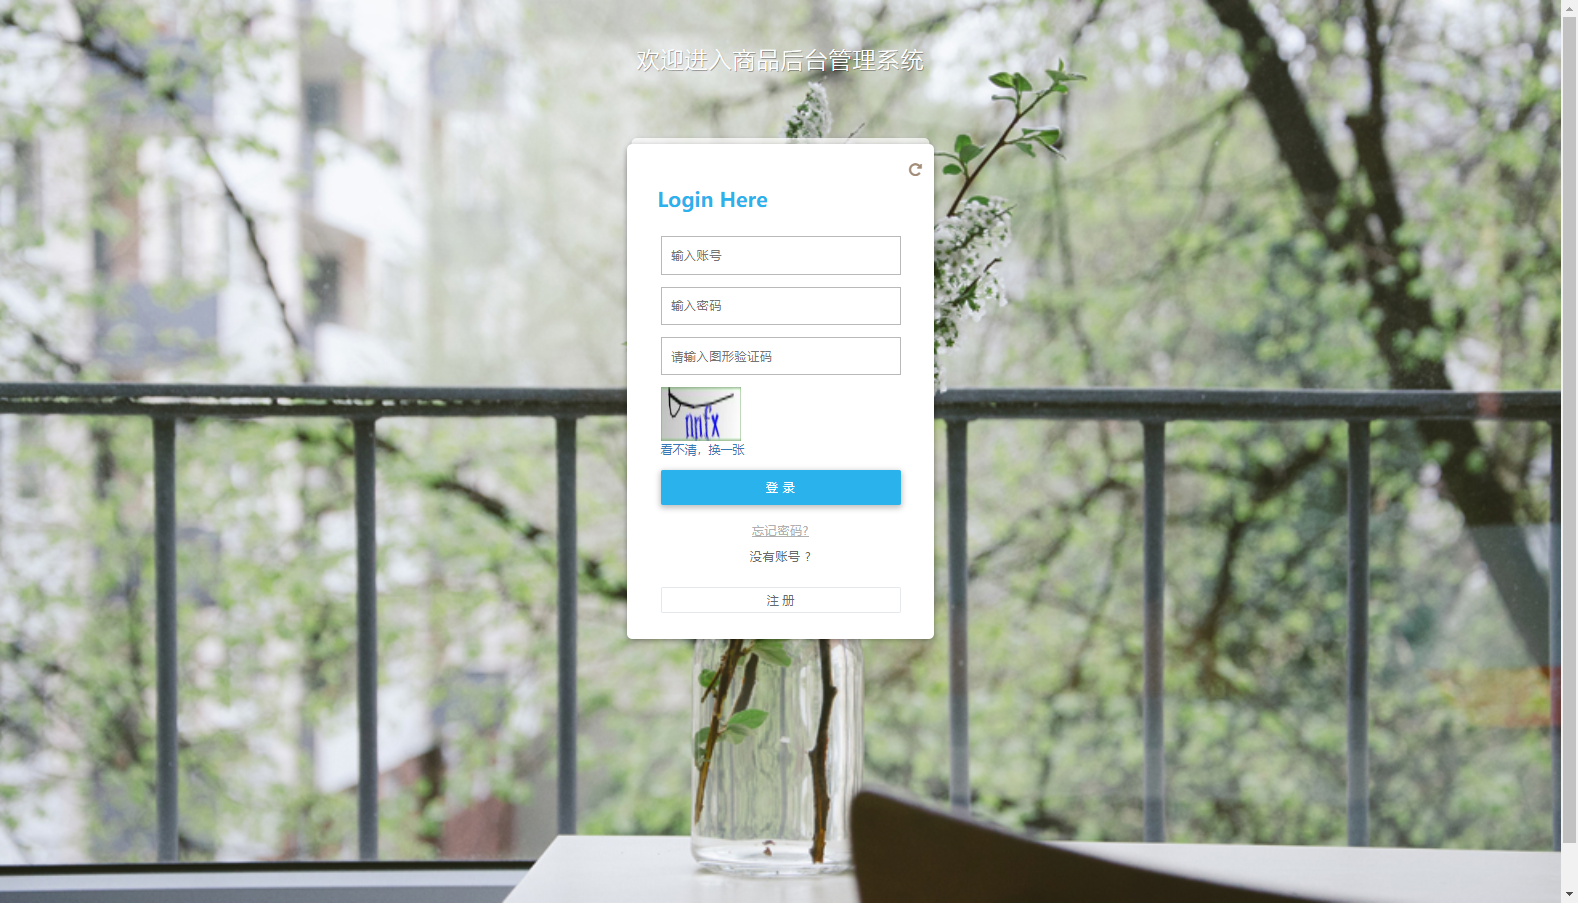 欢迎进入商品后台管理系统
Login Here
输入账号
输入密码
请输入图形验证码
nnfx
看不清，换一张
登 录
忘记密码?
没有账号 ?
注 册